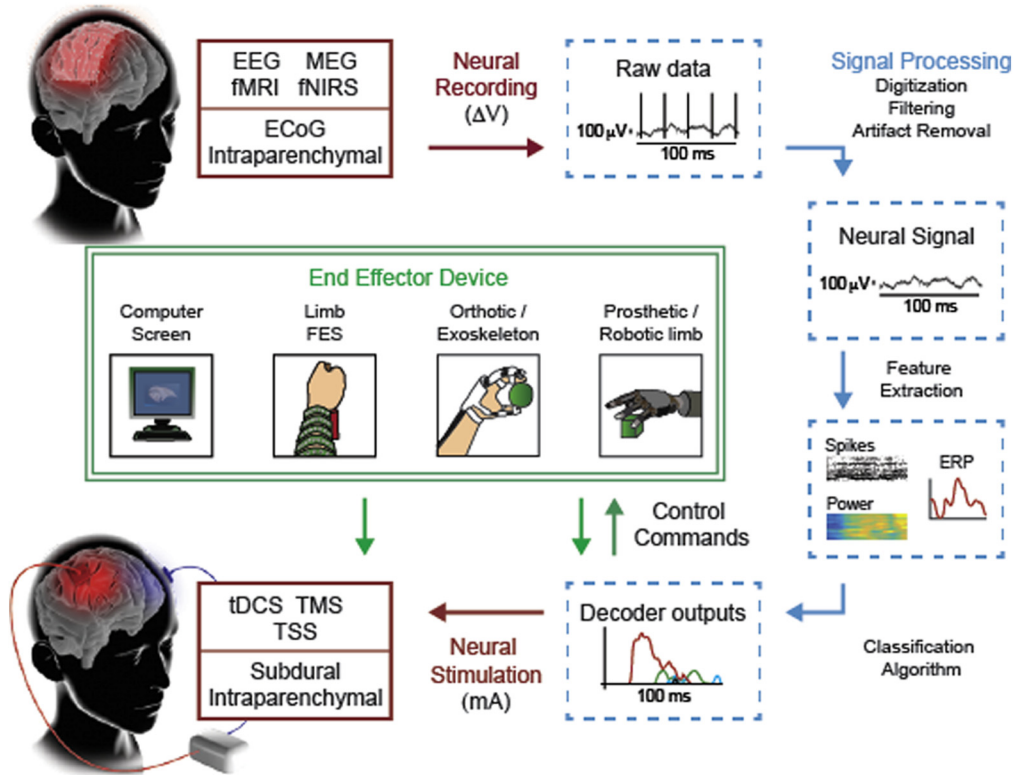 EEG MEG
fMRI fNIRS
ECoG
Intraparenchymal
Neural
Recording
(ΔV)
Raw data
100 µV
100 ms
Signal Processing
Digitization
Filtering
Artifact Removal
Neural Signal
100 µV
100 ms
Feature
Extraction
Spikes
Power
ERP
Classification
Algorithm
End Effector Device
Computer
Screen
Limb
FES
Orthotic /
Exoskeleton
Prosthetic /
Robotic limb
Control
Commands
Decoder outputs
100 ms
Neural
Stimulation
(mA)
tDCS TMS
TSS
Subdural
Intraparenchymal